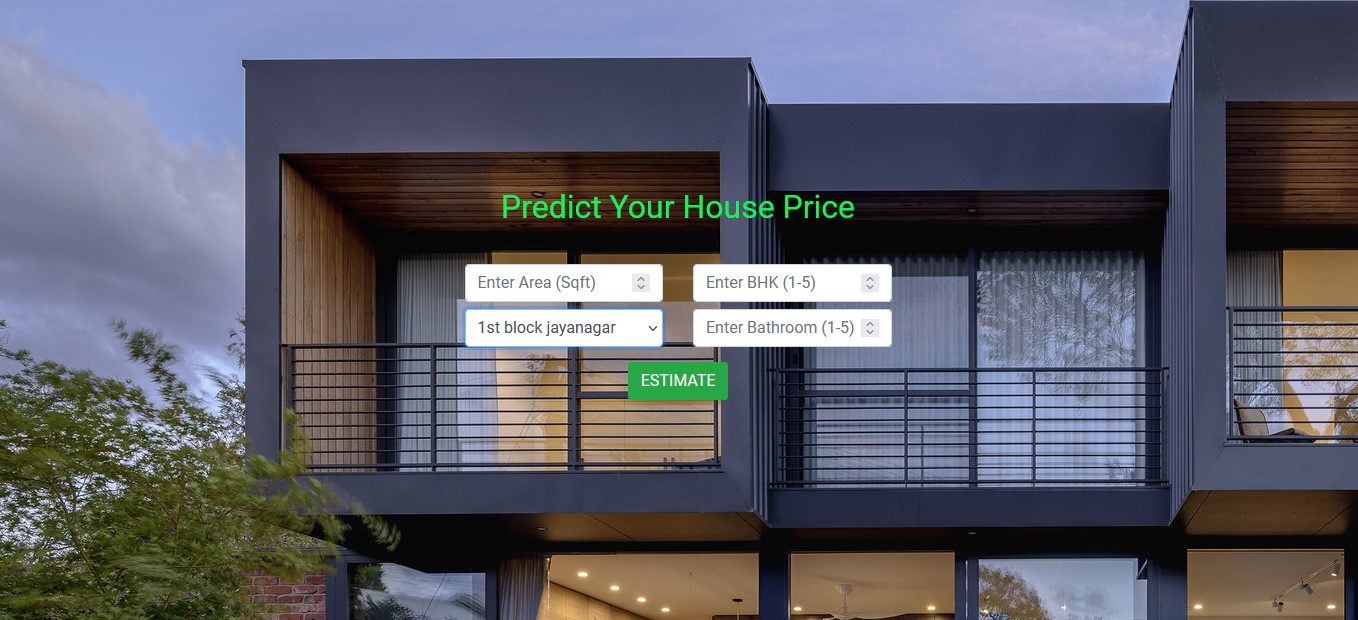 Predict Your House Price
Enter Area (Sqft)
Enter BHK (1-5)
1st block jayanagar
Enter Bathroom (1-5)
ESTIMATE